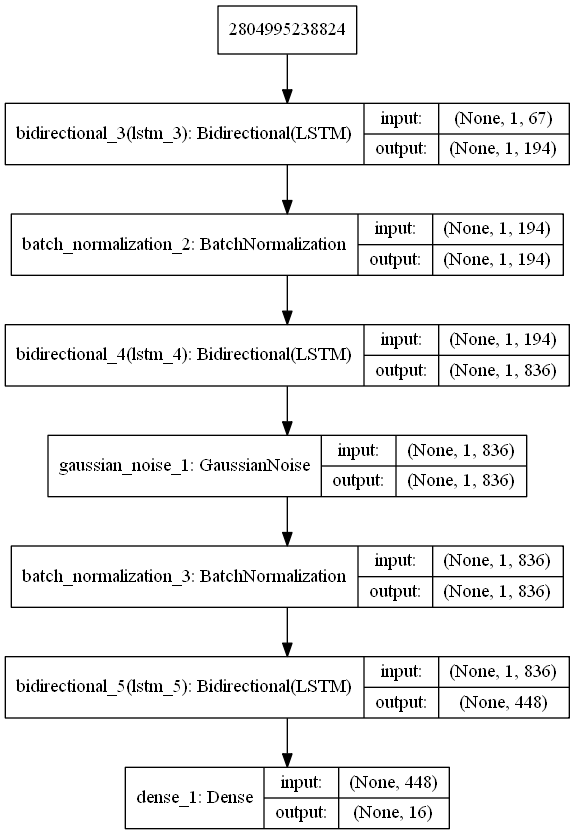 2804995238824
bidirectional_3(lstm_3): Bidirectional(LSTM)
input: (None, 1, 67)
output: (None, 1, 194)
batch_normalization_2: BatchNormalization
input: (None, 1, 194)
output: (None, 1, 194)
bidirectional_4(lstm_4): Bidirectional(LSTM)
input: (None, 1, 194)
output: (None, 1, 836)
gaussian_noise_1: GaussianNoise
input: (None, 1, 836)
output: (None, 1, 836)
batch_normalization_3: BatchNormalization
input: (None, 1, 836)
output: (None, 1, 836)
bidirectional_5(lstm_5): Bidirectional(LSTM)
input: (None, 1, 836)
output: (None, 448)
dense_1: Dense
input: (None, 448)
output: (None, 16)